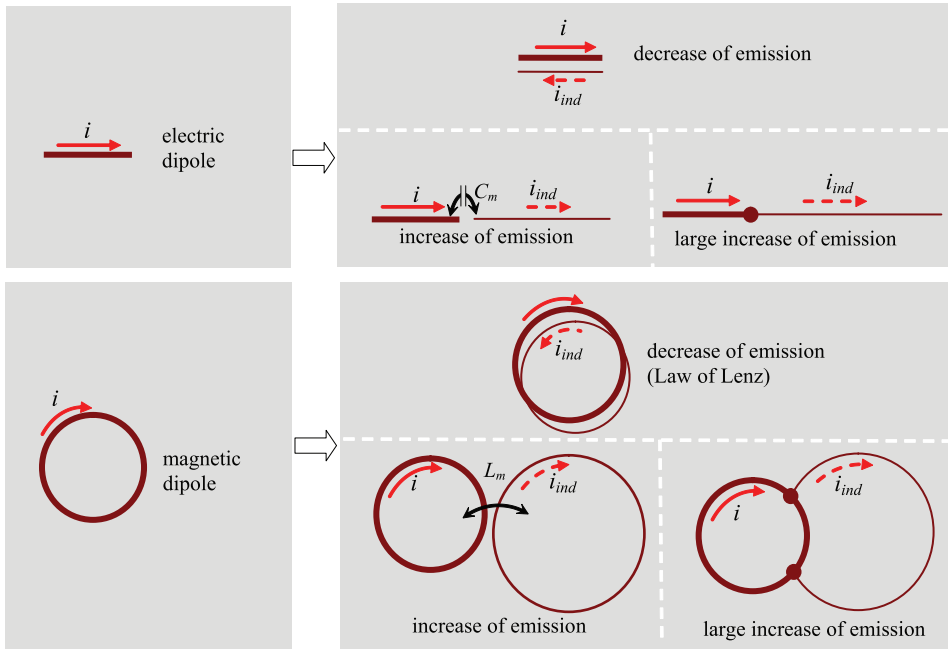 i
electric
dipole
i
decrease of emission
i_ind
i
C_m
i_ind
increase of emission
i
i_ind
large increase of emission
i
magnetic
dipole
i_ind
decrease of emission
(Law of Lenz)
i
L_m
i_ind
increase of emission
i
i_ind
large increase of emission